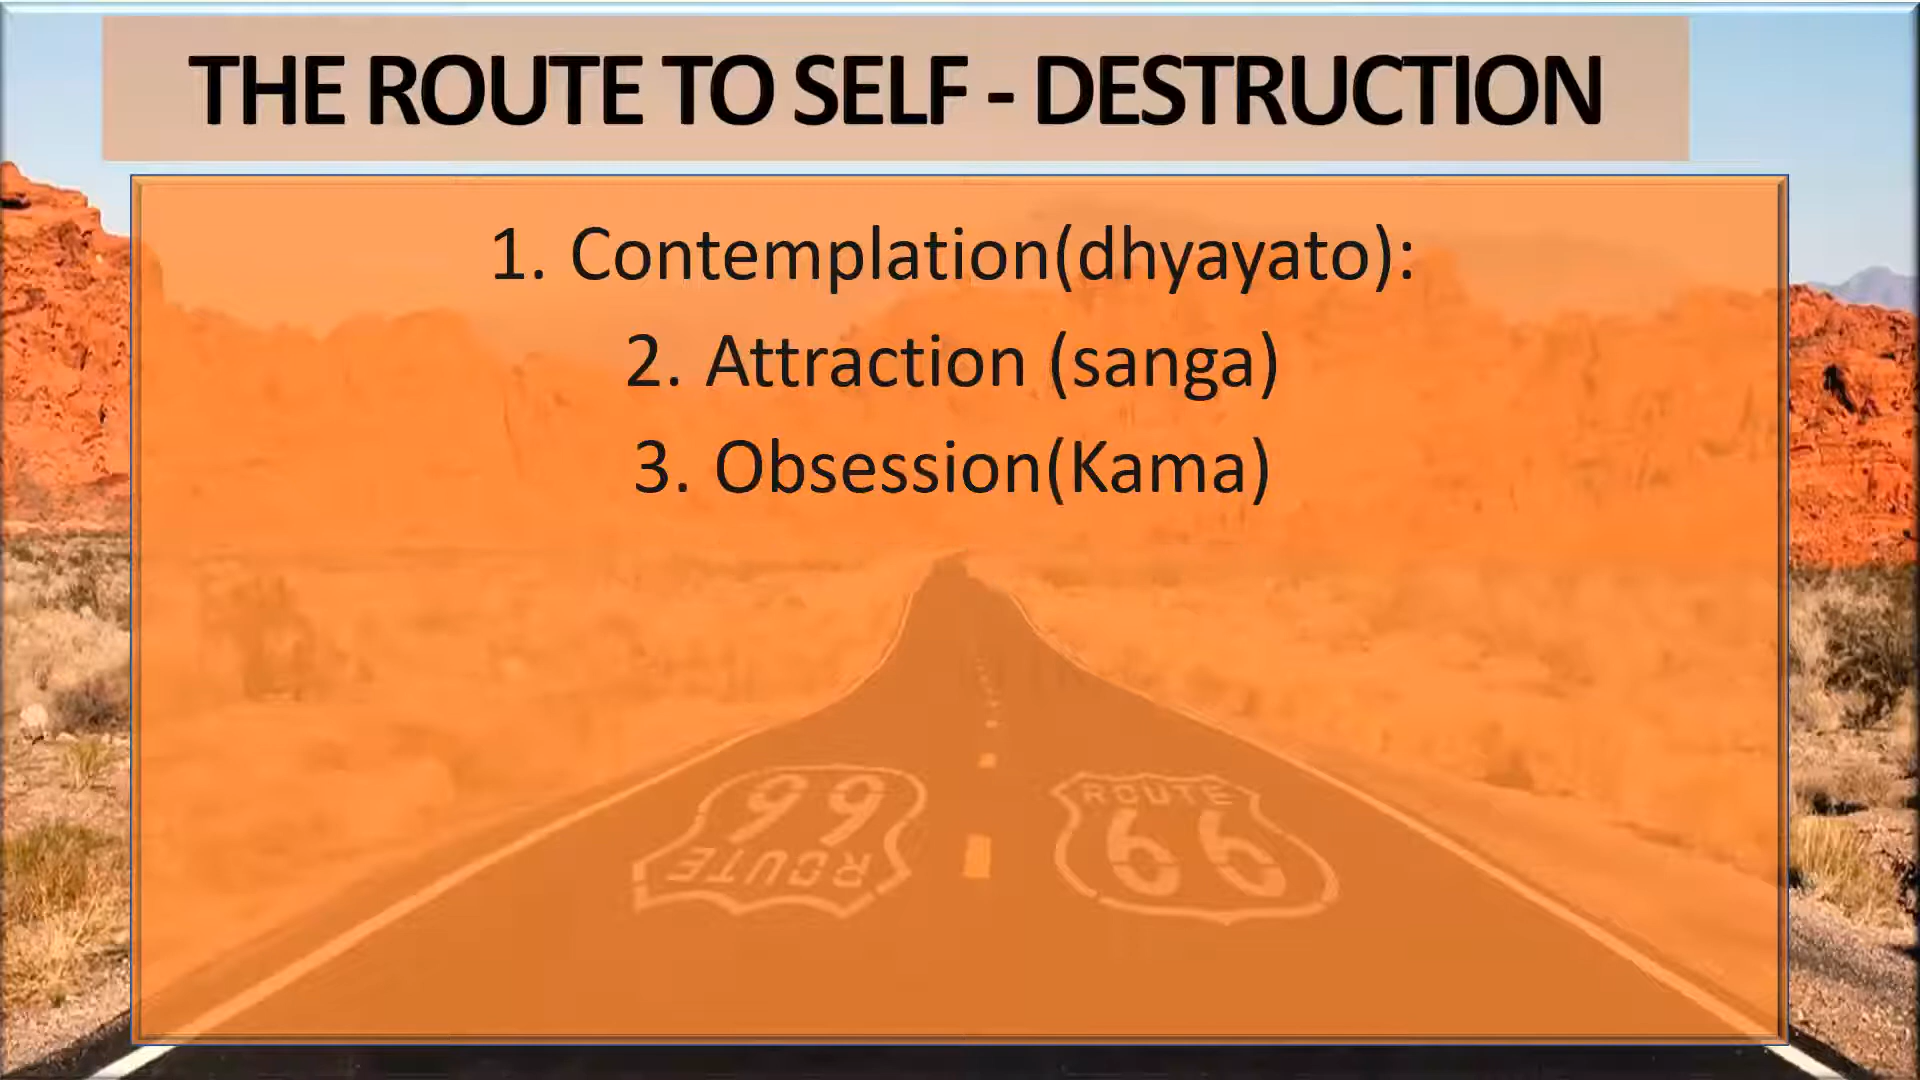 THE ROUTE TO SELF - DESTRUCTION
1. Contemplation(dhyayato):
2. Attraction (sanga)
3. Obsession(Kama)
66
ROUTE
ROUTE
66